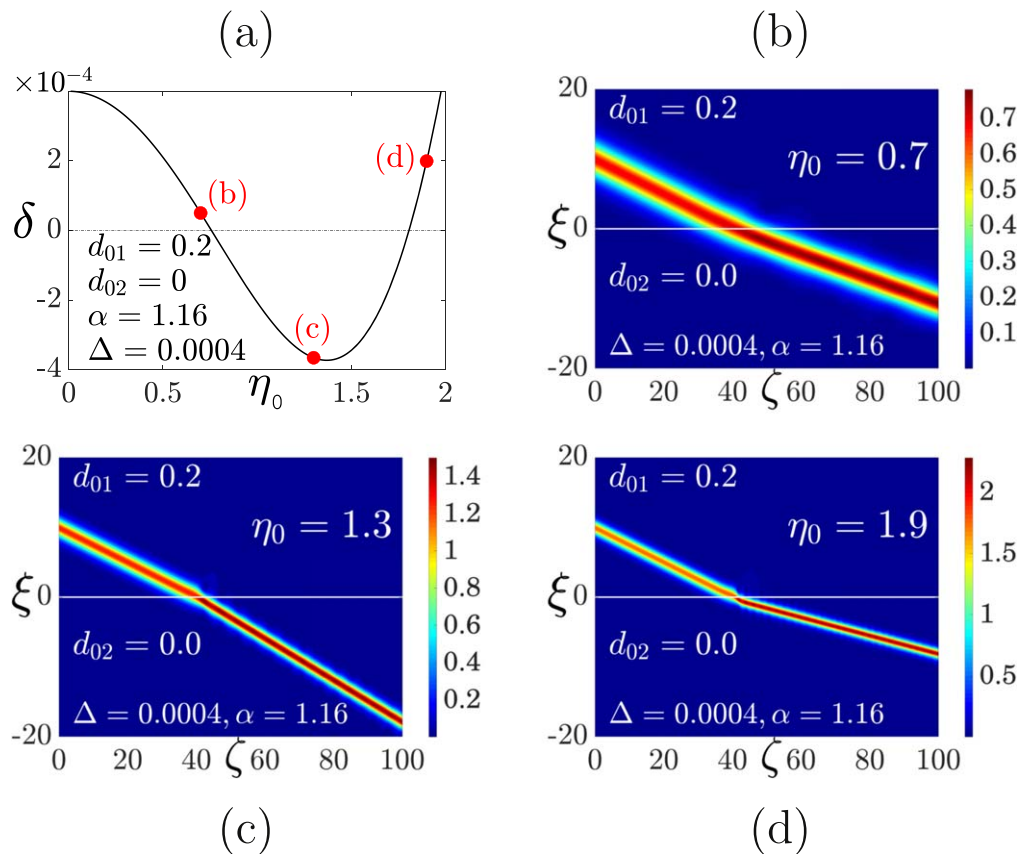 (a)
×10⁻⁴
2
0
-2
-4
δ
(b)
(c)
(d)
d₀₁ = 0.2
d₀₂ = 0
α = 1.16
Δ = 0.0004
0 0.5 1.5 2
η₀
(b)
20
0
-20
ξ
d₀₁ = 0.2
η₀ = 0.7
d₀₂ = 0.0
Δ = 0.0004, α = 1.16
0 20 40 60 80 100
ζ
0.7
0.6
0.5
0.4
0.3
0.2
0.1
20
0
-20
ξ
d₀₁ = 0.2
η₀ = 1.3
d₀₂ = 0.0
Δ = 0.0004, α = 1.16
0 20 40 60 80 100
ζ
1.4
1.2
1
0.8
0.6
0.4
0.2
(c)
20
0
-20
ξ
d₀₁ = 0.2
η₀ = 1.9
d₀₂ = 0.0
Δ = 0.0004, α = 1.16
0 20 40 60 80 100
ζ
2
1.5
1
0.5
(d)